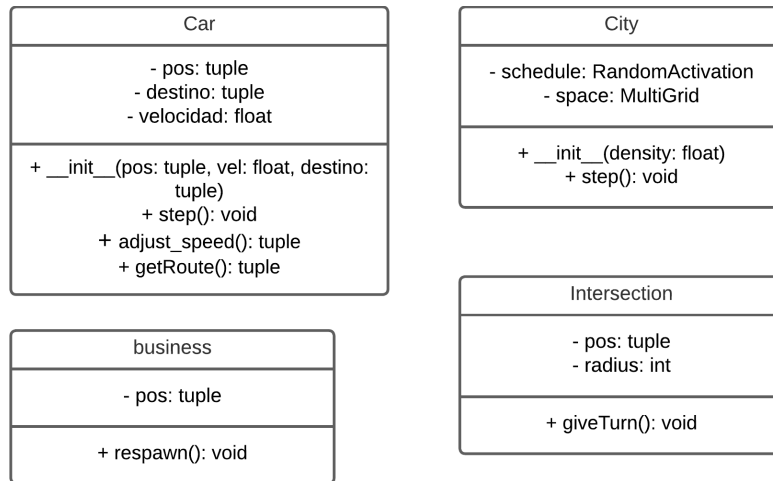 Car
- pos: tuple
- destino: tuple
- velocidad: float
+ __init__(pos: tuple, vel: float, destino:
tuple)
+ step(): void
+ adjust_speed(): tuple
+ getRoute(): tuple
City
- schedule: RandomActivation
- space: MultiGrid
+ __init__(density: float)
+ step(): void
business
- pos: tuple
+ respawn(): void
Intersection
- pos: tuple
- radius: int
+ giveTurn(): void